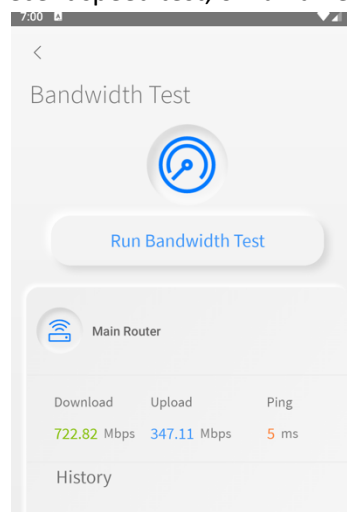 7:00
Bandwidth Test
Run Bandwidth Test
Main Router
Download Upload Ping
722.82 Mbps 347.11 Mbps 5 ms
History